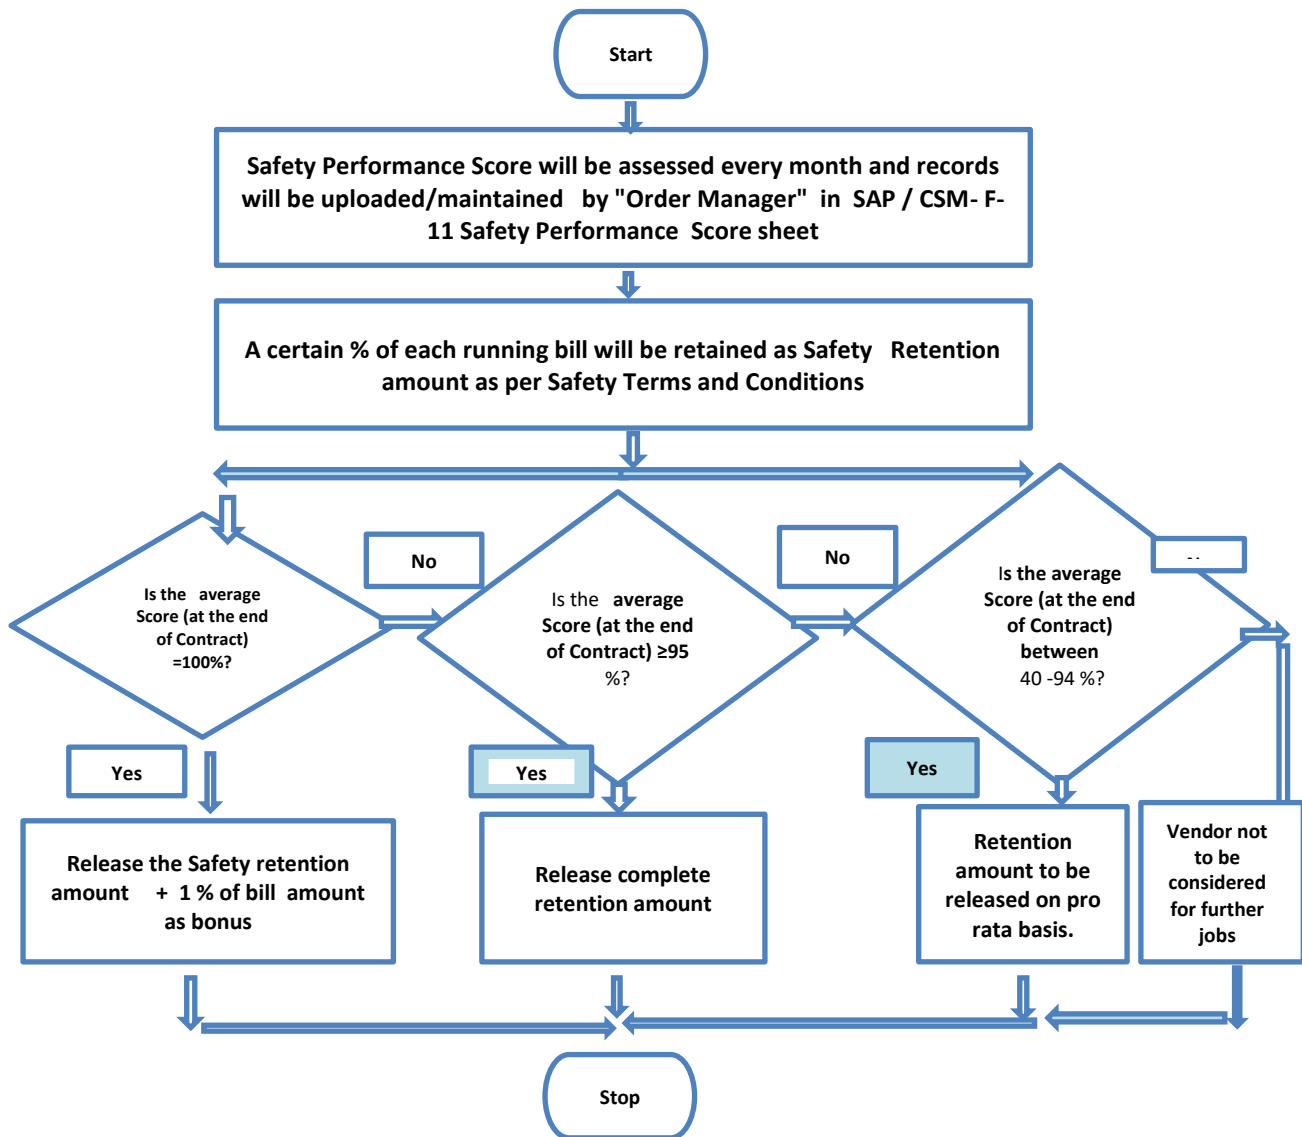 Start
Safety Performance Score will be assessed every month and records
will be uploaded/maintained by "Order Manager" in SAP / CSM- F-
11 Safety Performance Score sheet
A certain % of each running bill will be retained as Safety Retention
amount as per Safety Terms and Conditions
Is the average
Score (at the end
of Contract)
=100%?
No
Is the average
Score (at the end
of Contract) ≥95
%?
No
Is the average
Score (at the end
of Contract)
between
40 -94 %?
Yes
Yes
Yes
Release the Safety retention
amount + 1 % of bill amount
as bonus
Release complete
retention amount
Retention
amount to be
released on pro
rata basis.
Vendor not
to be
considered
for further
jobs
Stop